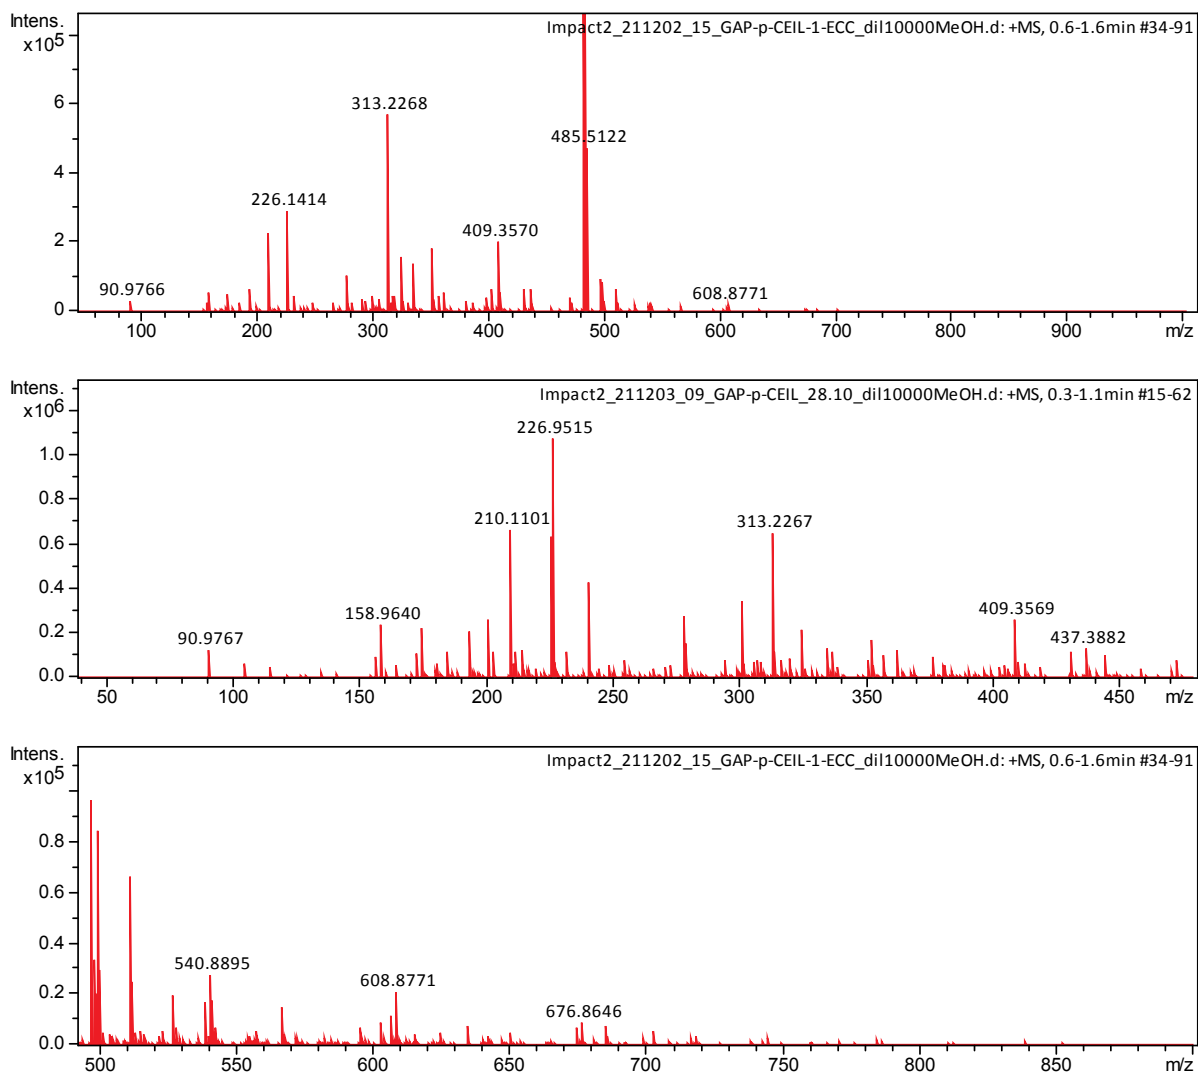 Intens.
x10⁵
Impact2_211202_15_GAP-p-CEIL-1-ECC_dil10000MeOH.d: +MS, 0.6-1.6min #34-91
313.2268
485.5122
226.1414
409.3570
90.9766
608.8771
6
4
2
0
100 200 300 400 500 600 700 800 900 m/z
Intens.
x10⁶
Impact2_211203_09_GAP-p-CEIL_28.10_dil10000MeOH.d: +MS, 0.3-1.1min #15-62
226.9515
210.1101
313.2267
158.9640
409.3569
90.9767
437.3882
1.0
0.8
0.6
0.4
0.2
0.0
50 100 150 200 250 300 350 400 450 m/z
Intens.
x10⁵
Impact2_211202_15_GAP-p-CEIL-1-ECC_dil10000MeOH.d: +MS, 0.6-1.6min #34-91
540.8895
608.8771
676.8646
0.8
0.6
0.4
0.2
0.0
500 550 600 650 700 750 800 850 m/z